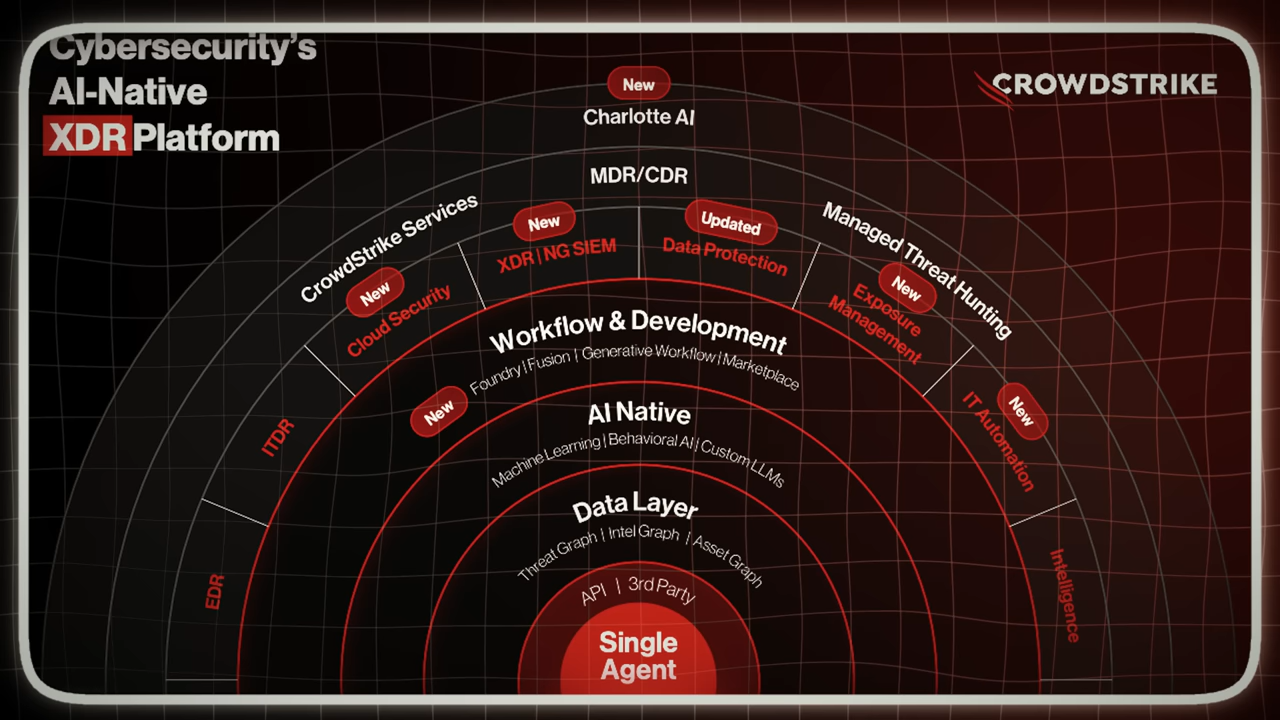 Cybersecurity's
AI-Native
XDR Platform
CROWDSTRIKE
New
Charlotte AI
MDR/CDR
CrowdStrike Services
Managed Threat Hunting
EDR
ITDR
New
Cloud Security
New
XDR | NG SIEM
Updated
Data Protection
New
Exposure
Management
New
IT Automation
Intelligence
Workflow & Development
New
Foundry | Fusion | Generative Workflow | Marketplace
AI Native
Machine Learning | Behavioral AI | Custom LLMs
Data Layer
Threat Graph | Intel Graph | Asset Graph
API | 3rd Party
Single
Agent